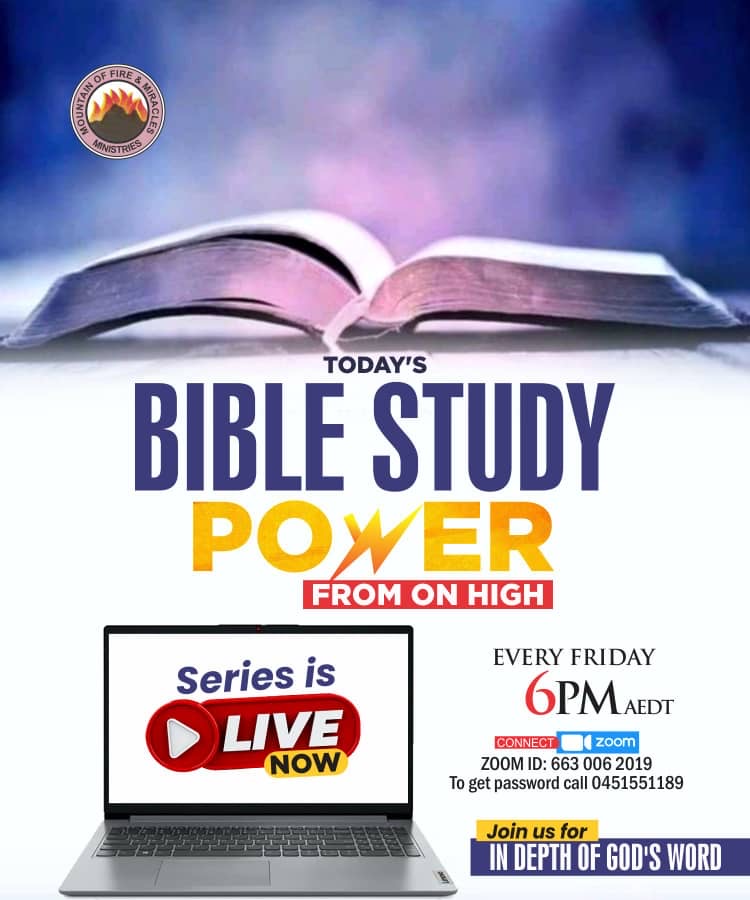 MOUNTAIN OF FIRE & MIRACLES
MINISTRIES
TODAY'S
BIBLE STUDY
POWER
FROM ON HIGH
Series is
LIVE
NOW
EVERY FRIDAY
6PM AEDT
CONNECT zoom
ZOOM ID: 663 006 2019
To get password call 0451551189
Join us for
IN DEPTH OF GOD'S WORD